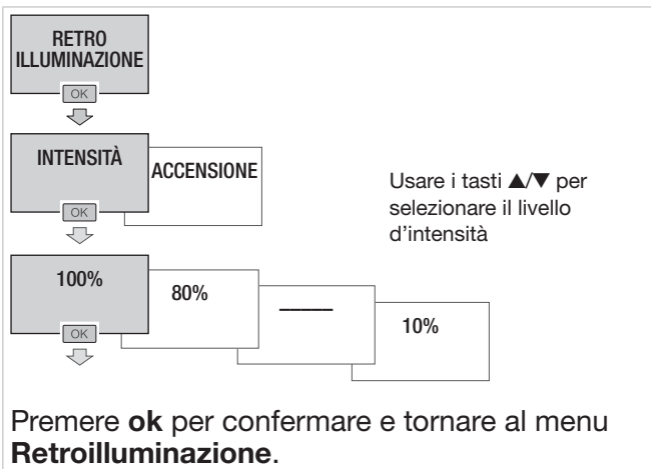 RETRO
ILLUMINAZIONE
OK
INTENSITÀ
ACCENSIONE
Usare i tasti ▲/▼ per
selezionare il livello
d'intensità
OK
100%
80%
10%
OK
Premere ok per confermare e tornare al menu
Retroilluminazione.